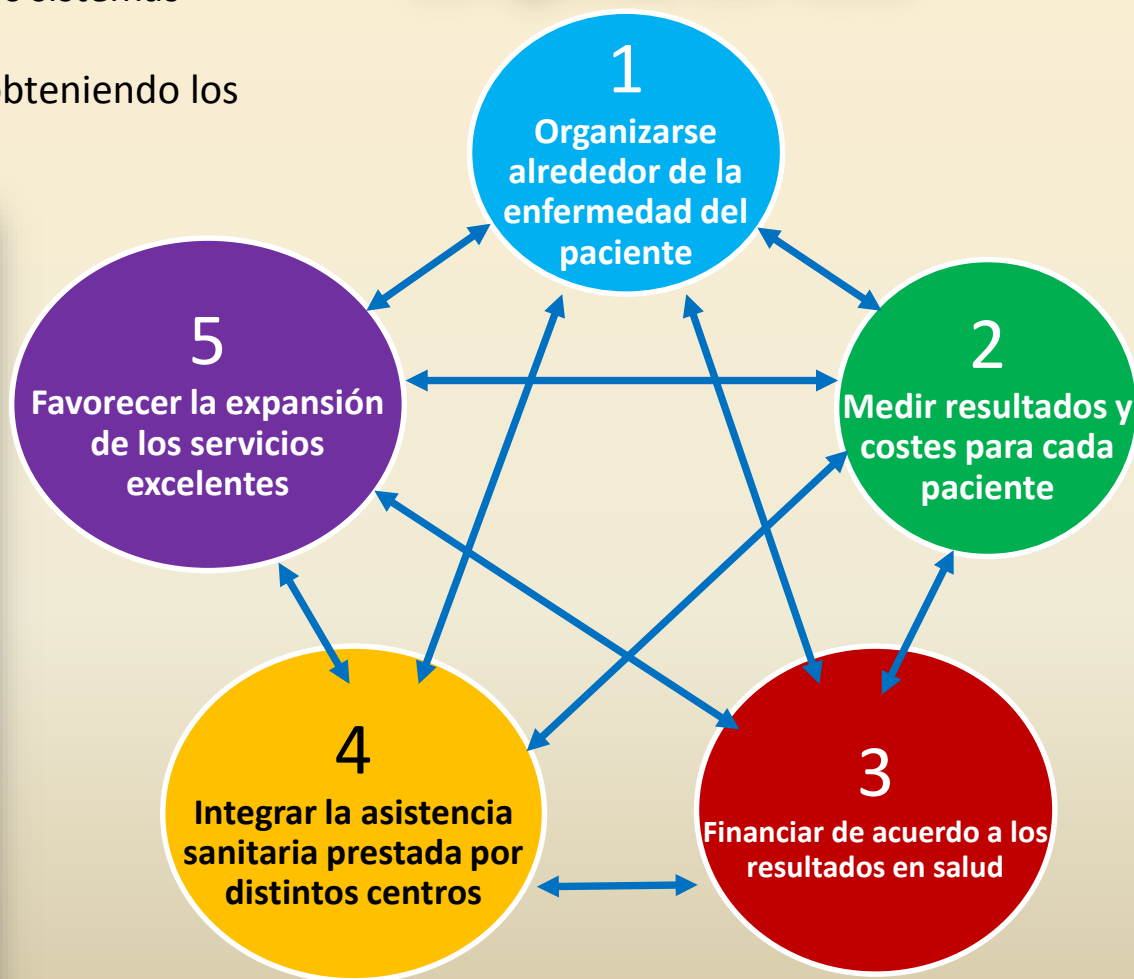 sistemas
obteniendo los
1
Organizarse
alrededor de la
enfermedad del
paciente
2
Medir resultados y
costes para cada
paciente
3
Financiar de acuerdo a los
resultados en salud
4
Integrar la asistencia
sanitaria prestada por
distintos centros
5
Favorecer la expansión
de los servicios
excelentes